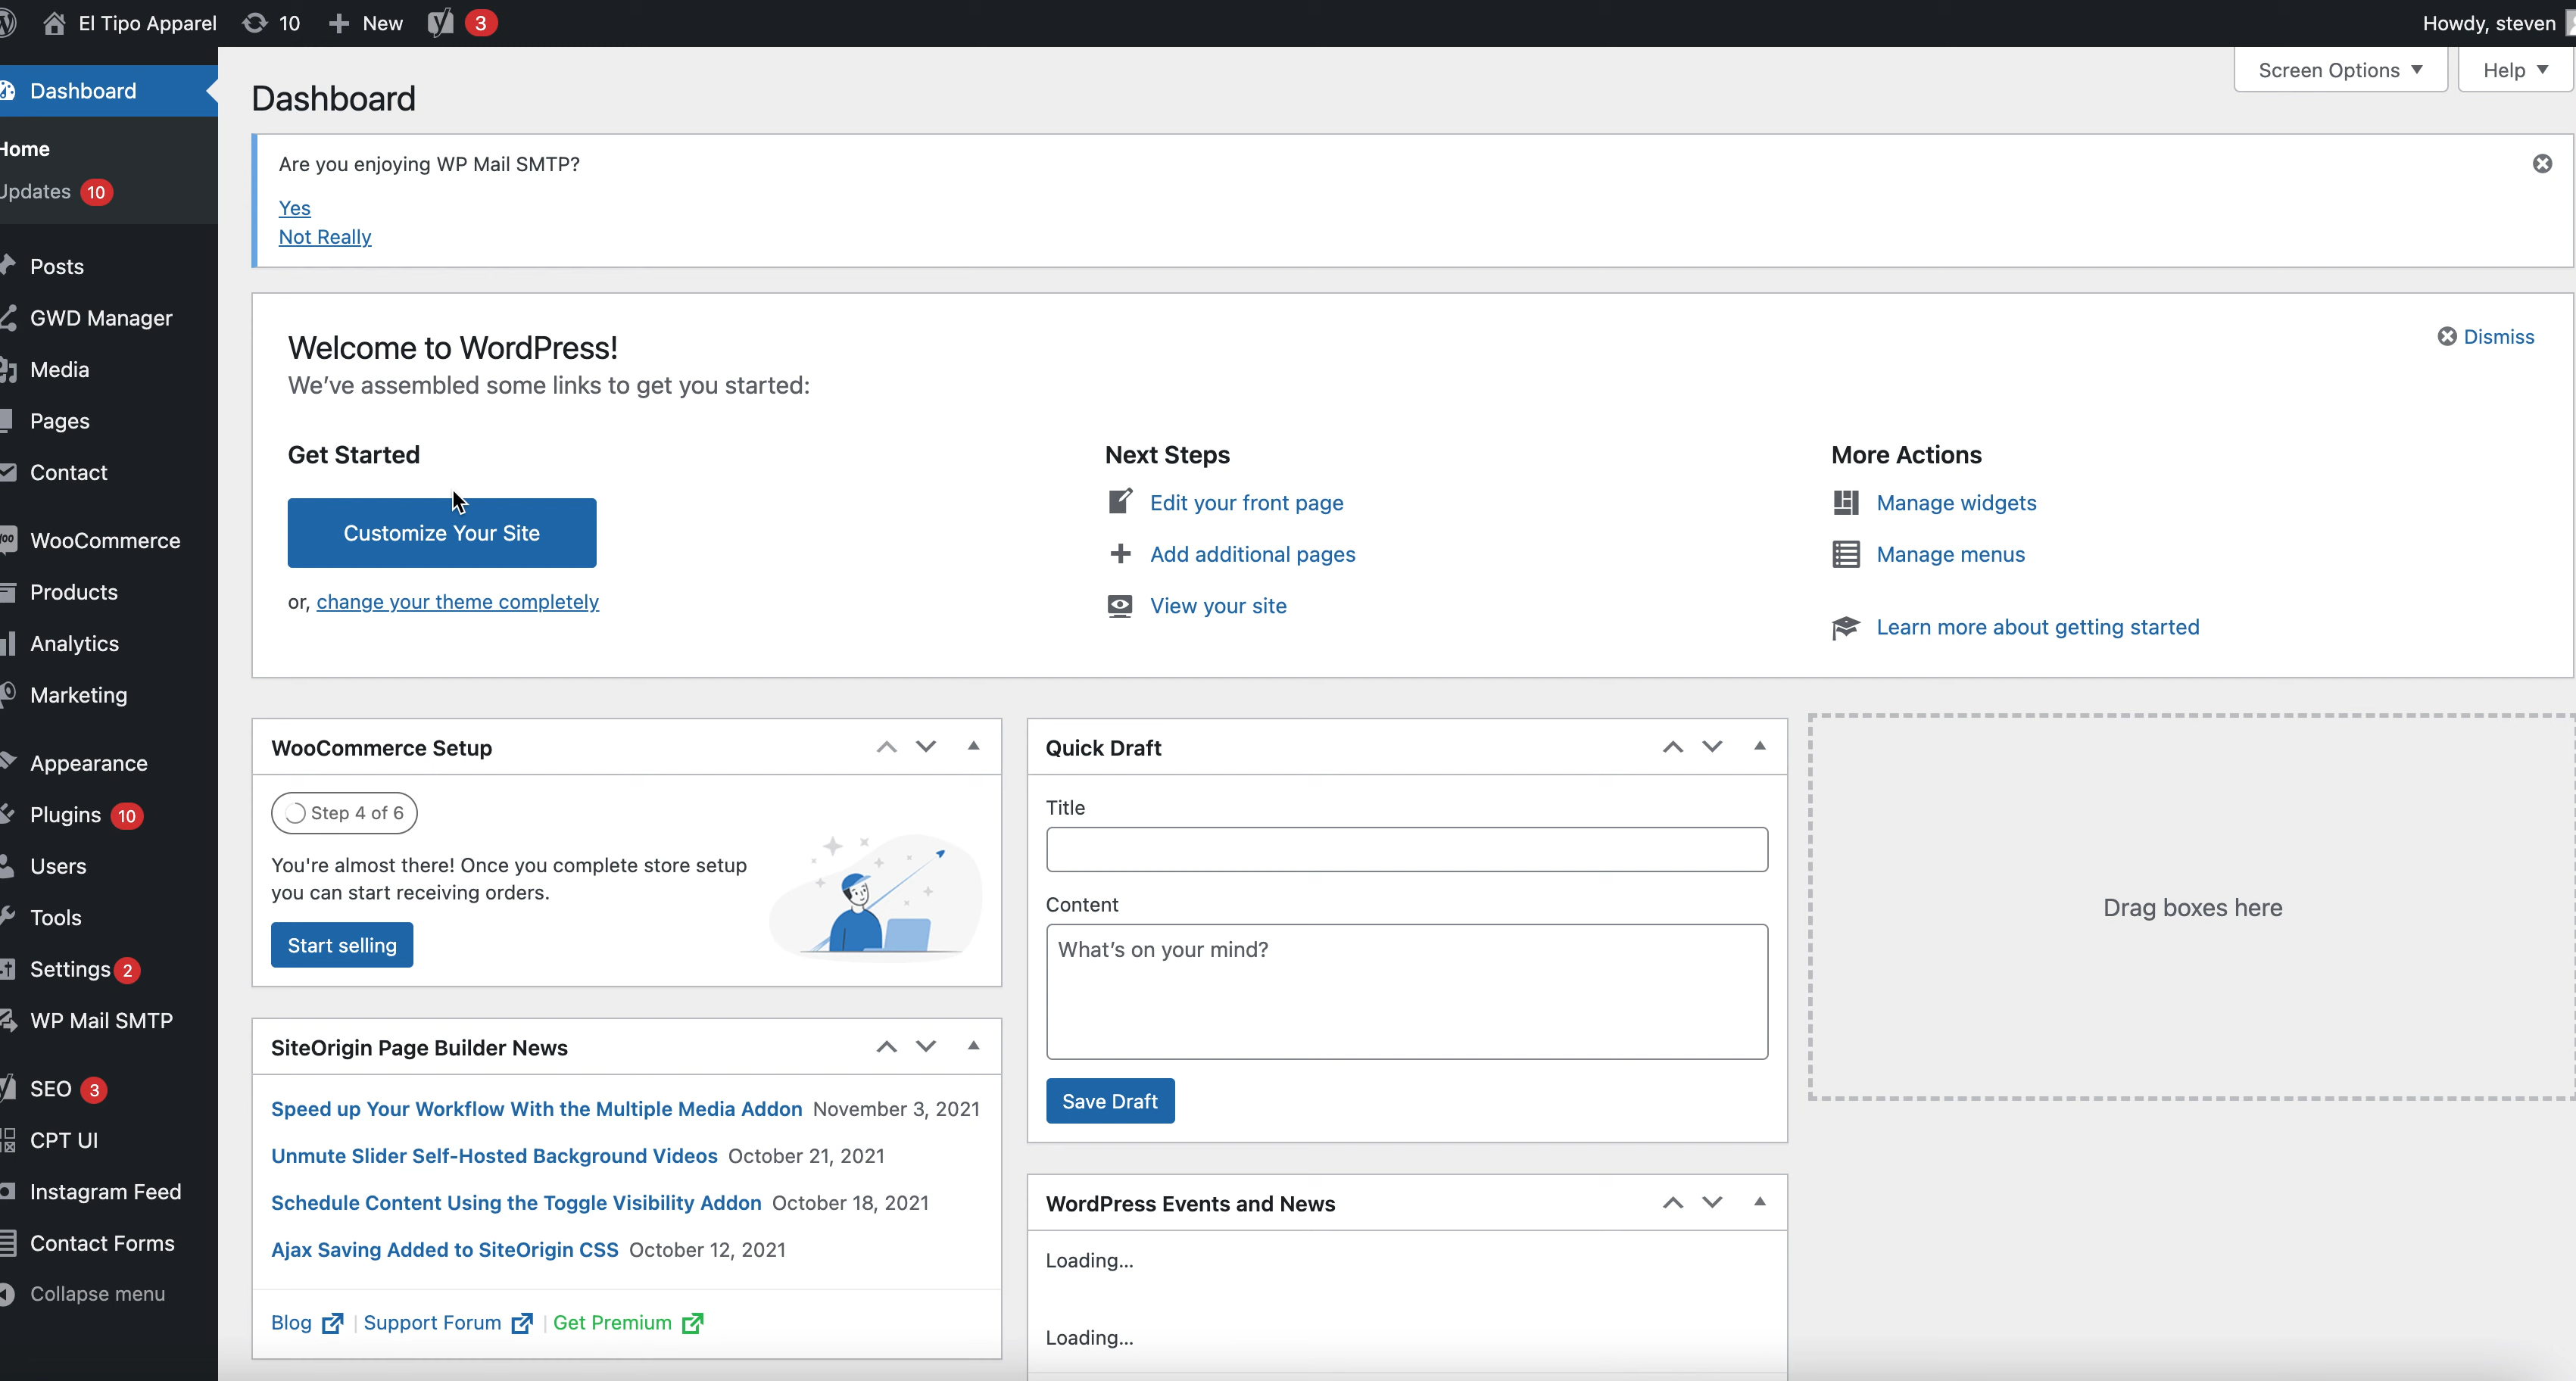 El Tipo Apparel 10 New 3 Howdy, steven
Screen Options Help
Dashboard
Home
Updates 10
Posts
GWD Manager
Media
Pages
Contact
WooCommerce
Products
Analytics
Marketing
Appearance
Plugins 10
Users
Tools
Settings 2
WP Mail SMTP
SEO 3
CPT UI
Instagram Feed
Contact Forms
Collapse menu
Dashboard
Are you enjoying WP Mail SMTP?
Yes
Not Really
Welcome to WordPress!
Dismiss
We've assembled some links to get you started:
Get Started
Customize Your Site
or, change your theme completely
Next Steps
Edit your front page
Add additional pages
View your site
More Actions
Manage widgets
Manage menus
Learn more about getting started
WooCommerce Setup
Step 4 of 6
You're almost there! Once you complete store setup
you can start receiving orders.
Start selling
SiteOrigin Page Builder News
Speed up Your Workflow With the Multiple Media Addon November 3, 2021
Unmute Slider Self-Hosted Background Videos October 21, 2021
Schedule Content Using the Toggle Visibility Addon October 18, 2021
Ajax Saving Added to SiteOrigin CSS October 12, 2021
Blog | Support Forum | Get Premium
Quick Draft
Title
Content
What's on your mind?
Save Draft
WordPress Events and News
Loading...
Loading...
Drag boxes here